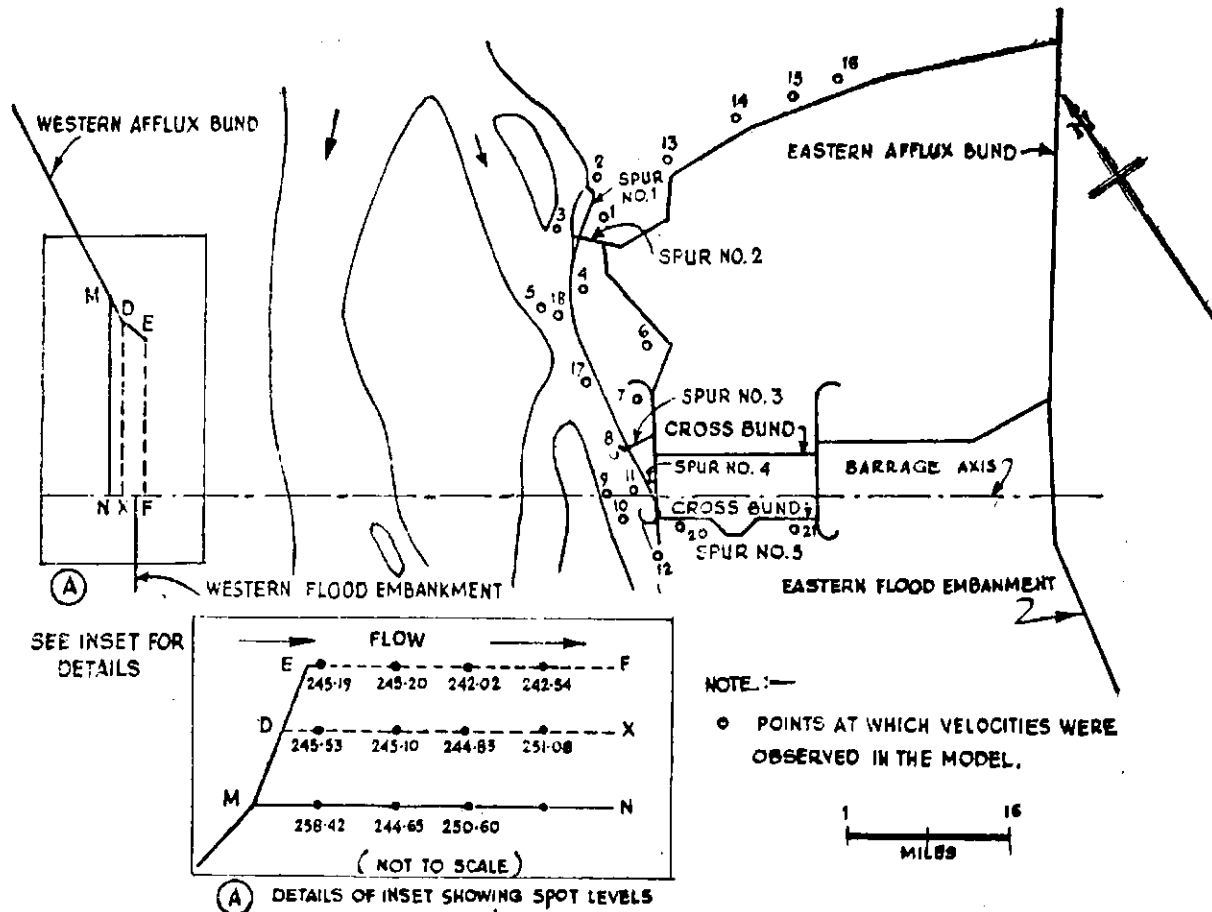 WESTERN AFFLUX BUND
16
15
14
13
EASTERN AFFLUX BUND
2
SPUR
NO.1
1
3
SPUR NO. 2
4
5
18
6
17
7
SPUR NO. 3
CROSS BUND
8
SPUR NO. 4
BARRAGE AXIS
9
11
10
CROSS BUND
20
21
SPUR NO. 5
12
M
D
E
N
X
F
A
WESTERN FLOOD EMBANKMENT
EASTERN FLOOD EMBANMENT
SEE INSET FOR
DETAILS
FLOW
E
F
245·19 245·20 242·02 242·54
D
X
245·53 245·10 244·83 251·08
M
N
258·42 244·65 250·60
( NOT TO SCALE )
A DETAILS OF INSET SHOWING SPOT LEVELS
NOTE :—
POINTS AT WHICH VELOCITIES WERE
OBSERVED IN THE MODEL.
1 16
MILES